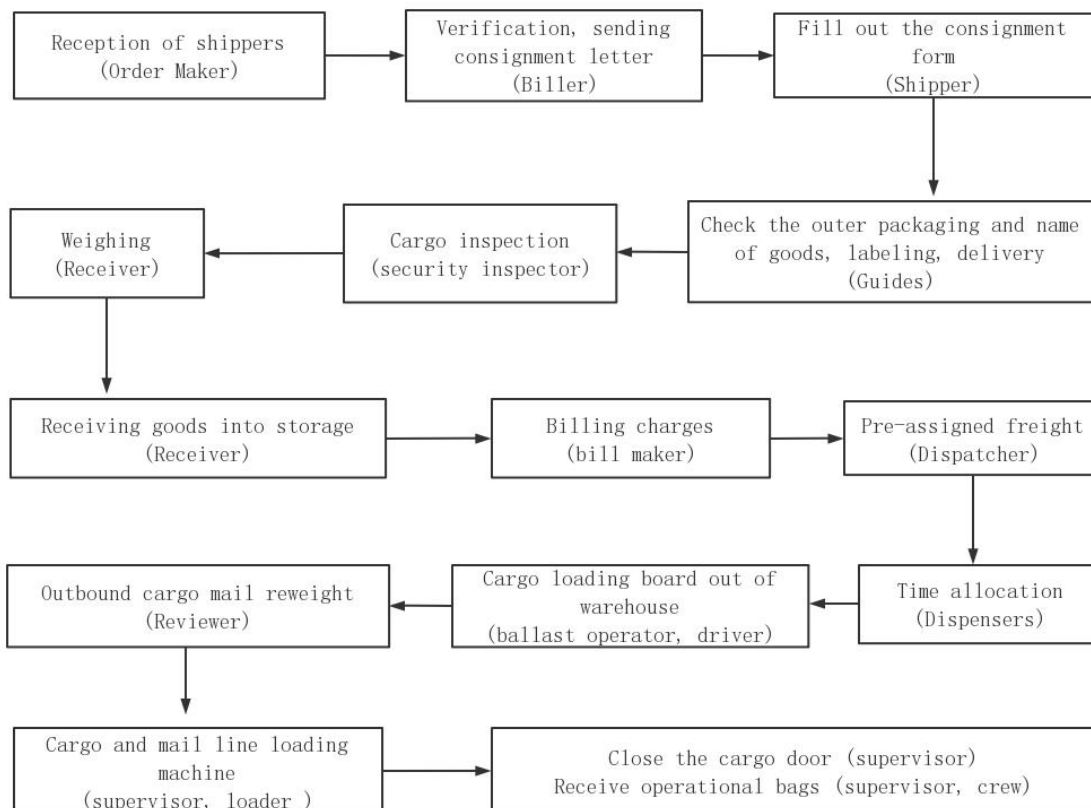 Reception of shippers
(Order Maker)
Verification, sending
consignment letter
(Biller)
Fill out the consignment
form
(Shipper)
Check the outer packaging and name
of goods, labeling, delivery
(Guides)
Cargo inspection
(security inspector)
Weighing
(Receiver)
Receiving goods into storage
(Receiver)
Billing charges
(bill maker)
Pre-assigned freight
(Dispatcher)
Time allocation
(Dispensers)
Cargo loading board out of
warehouse
(ballast operator, driver)
Outbound cargo mail reweight
(Reviewer)
Cargo and mail line loading
machine
(supervisor, loader )
Close the cargo door (supervisor)
Receive operational bags (supervisor, crew)